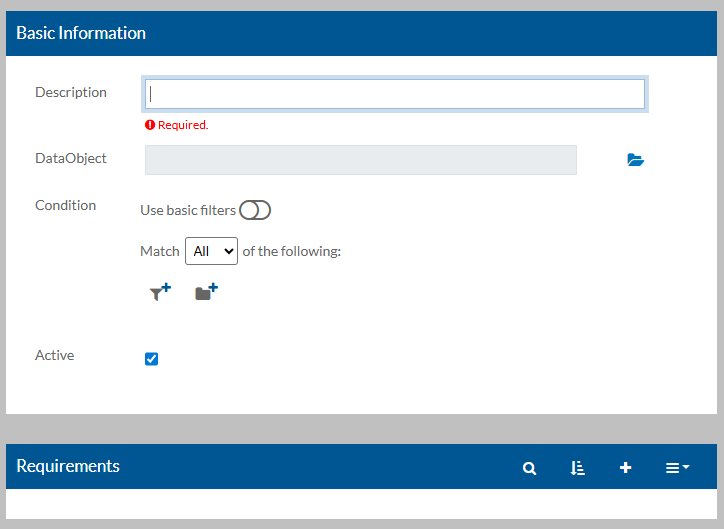 Basic Information
Description
Required.
DataObject
Condition
Use basic filters
Match All of the following:
Active
Requirements